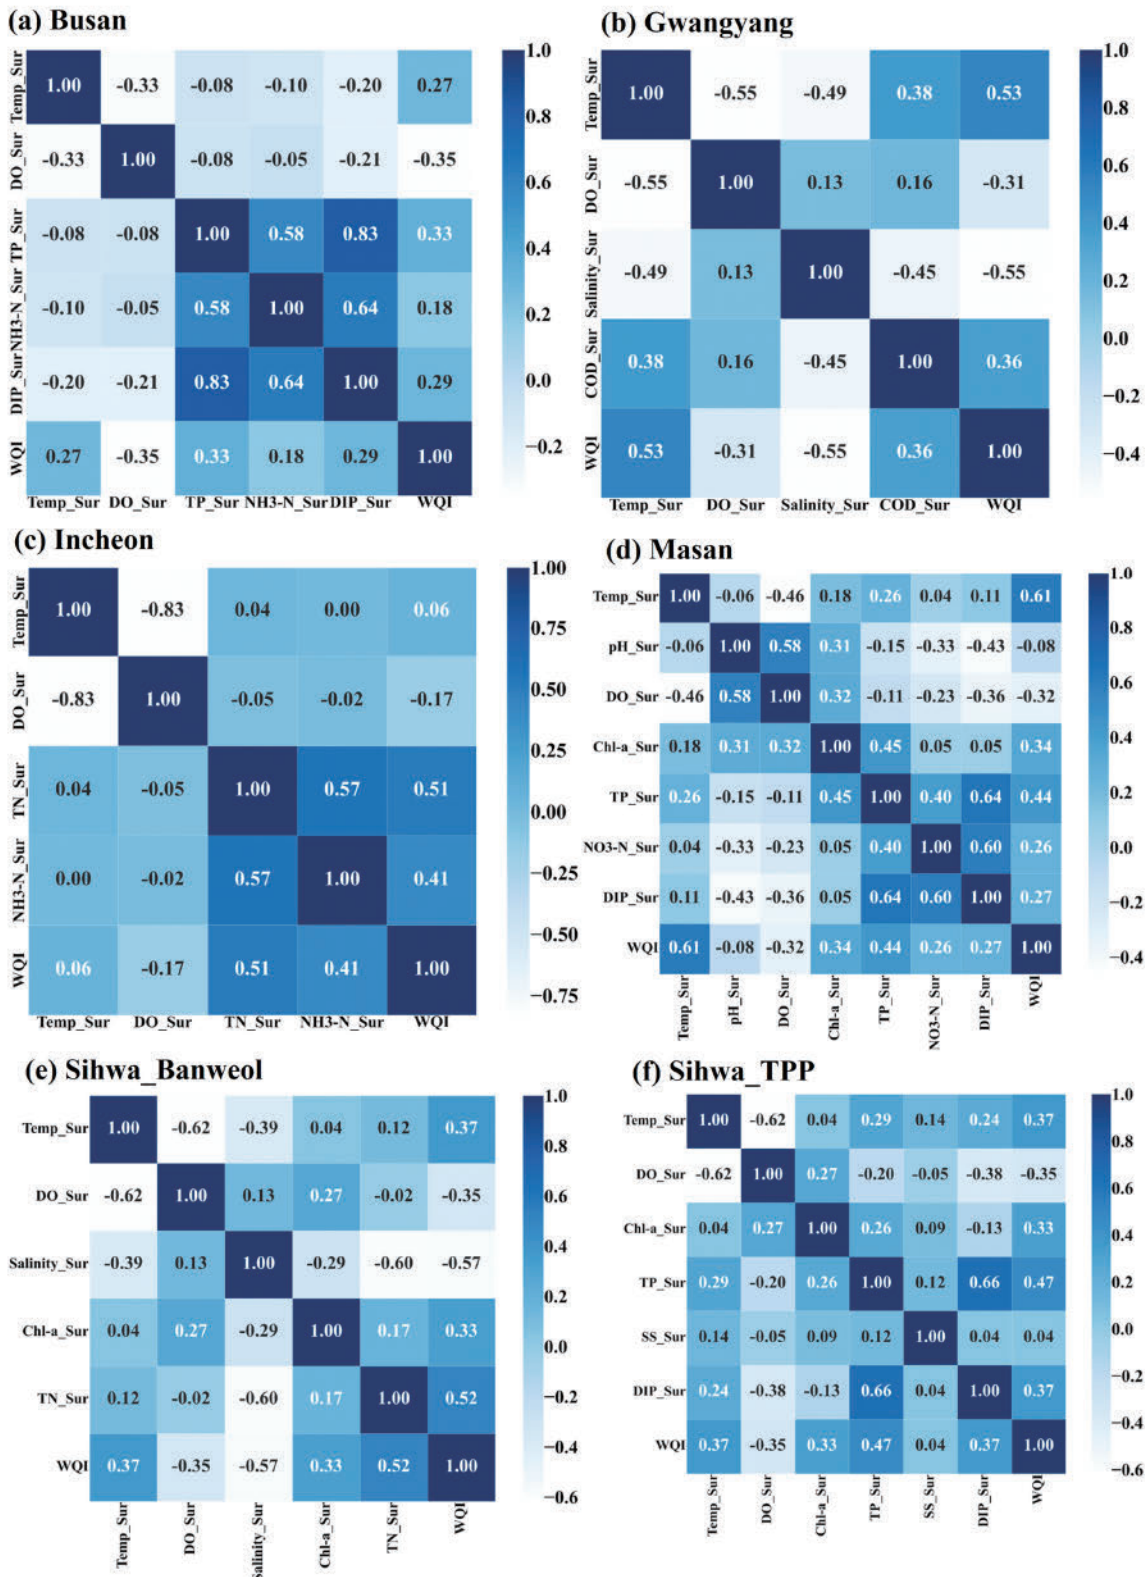 (a) Busan
Temp_Sur 1.00 -0.33 -0.08 -0.10 -0.20 0.27
DO_Sur -0.33 1.00 -0.08 -0.05 -0.21 -0.35
TP_Sur -0.08 -0.08 1.00 0.58 0.83 0.33
NH3-N_Sur -0.10 -0.05 0.58 1.00 0.64 0.18
DIP_Sur -0.20 -0.21 0.83 0.64 1.00 0.29
WQI 0.27 -0.35 0.33 0.18 0.29 1.00
Temp_Sur DO_Sur TP_Sur NH3-N_Sur DIP_Sur WQI
1.0
0.8
0.6
0.4
0.2
0.0
−0.2
(b) Gwangyang
Temp_Sur 1.00 -0.55 -0.49 0.38 0.53
DO_Sur -0.55 1.00 0.13 0.16 -0.31
Salinity_Sur -0.49 0.13 1.00 -0.45 -0.55
COD_Sur 0.38 0.16 -0.45 1.00 0.36
WQI 0.53 -0.31 -0.55 0.36 1.00
Temp_Sur DO_Sur Salinity_Sur COD_Sur WQI
1.0
0.8
0.6
0.4
0.2
0.0
−0.2
−0.4
(c) Incheon
Temp_Sur 1.00 -0.83 0.04 0.00 0.06
DO_Sur -0.83 1.00 -0.05 -0.02 -0.17
TN_Sur 0.04 -0.05 1.00 0.57 0.51
NH3-N_Sur 0.00 -0.02 0.57 1.00 0.41
WQI 0.06 -0.17 0.51 0.41 1.00
Temp_Sur DO_Sur TN_Sur NH3-N_Sur WQI
1.00
0.75
0.50
0.25
0.00
−0.25
−0.50
−0.75
(d) Masan
Temp_Sur 1.00 -0.06 -0.46 0.18 0.26 0.04 0.11 0.61
pH_Sur -0.06 1.00 0.58 0.31 -0.15 -0.33 -0.43 -0.08
DO_Sur -0.46 0.58 1.00 0.32 -0.11 -0.23 -0.36 -0.32
Chl-a_Sur 0.18 0.31 0.32 1.00 0.45 0.05 0.05 0.34
TP_Sur 0.26 -0.15 -0.11 0.45 1.00 0.40 0.64 0.44
NO3-N_Sur 0.04 -0.33 -0.23 0.05 0.40 1.00 0.60 0.26
DIP_Sur 0.11 -0.43 -0.36 0.05 0.64 0.60 1.00 0.27
WQI 0.61 -0.08 -0.32 0.34 0.44 0.26 0.27 1.00
Temp_Sur pH_Sur DO_Sur Chl-a_Sur TP_Sur NO3-N_Sur DIP_Sur WQI
1.0
0.8
0.6
0.4
0.2
0.0
−0.2
−0.4
(e) Sihwa_Banweol
Temp_Sur 1.00 -0.62 -0.39 0.04 0.12 0.37
DO_Sur -0.62 1.00 0.13 0.27 -0.02 -0.35
Salinity_Sur -0.39 0.13 1.00 -0.29 -0.60 -0.57
Chl-a_Sur 0.04 0.27 -0.29 1.00 0.17 0.33
TN_Sur 0.12 -0.02 -0.60 0.17 1.00 0.52
WQI 0.37 -0.35 -0.57 0.33 0.52 1.00
Temp_Sur DO_Sur Salinity_Sur Chl-a_Sur TN_Sur WQI
1.0
0.8
0.6
0.4
0.2
0.0
−0.2
−0.4
−0.6
(f) Sihwa_TPP
Temp_Sur 1.00 -0.62 0.04 0.29 0.14 0.24 0.37
DO_Sur -0.62 1.00 0.27 -0.20 -0.05 -0.38 -0.35
Chl-a_Sur 0.04 0.27 1.00 0.26 0.09 -0.13 0.33
TP_Sur 0.29 -0.20 0.26 1.00 0.12 0.66 0.47
SS_Sur 0.14 -0.05 0.09 0.12 1.00 0.04 0.04
DIP_Sur 0.24 -0.38 -0.13 0.66 0.04 1.00 0.37
WQI 0.37 -0.35 0.33 0.47 0.04 0.37 1.00
Temp_Sur DO_Sur Chl-a_Sur TP_Sur SS_Sur DIP_Sur WQI
1.0
0.8
0.6
0.4
0.2
0.0
−0.2
−0.4
−0.6